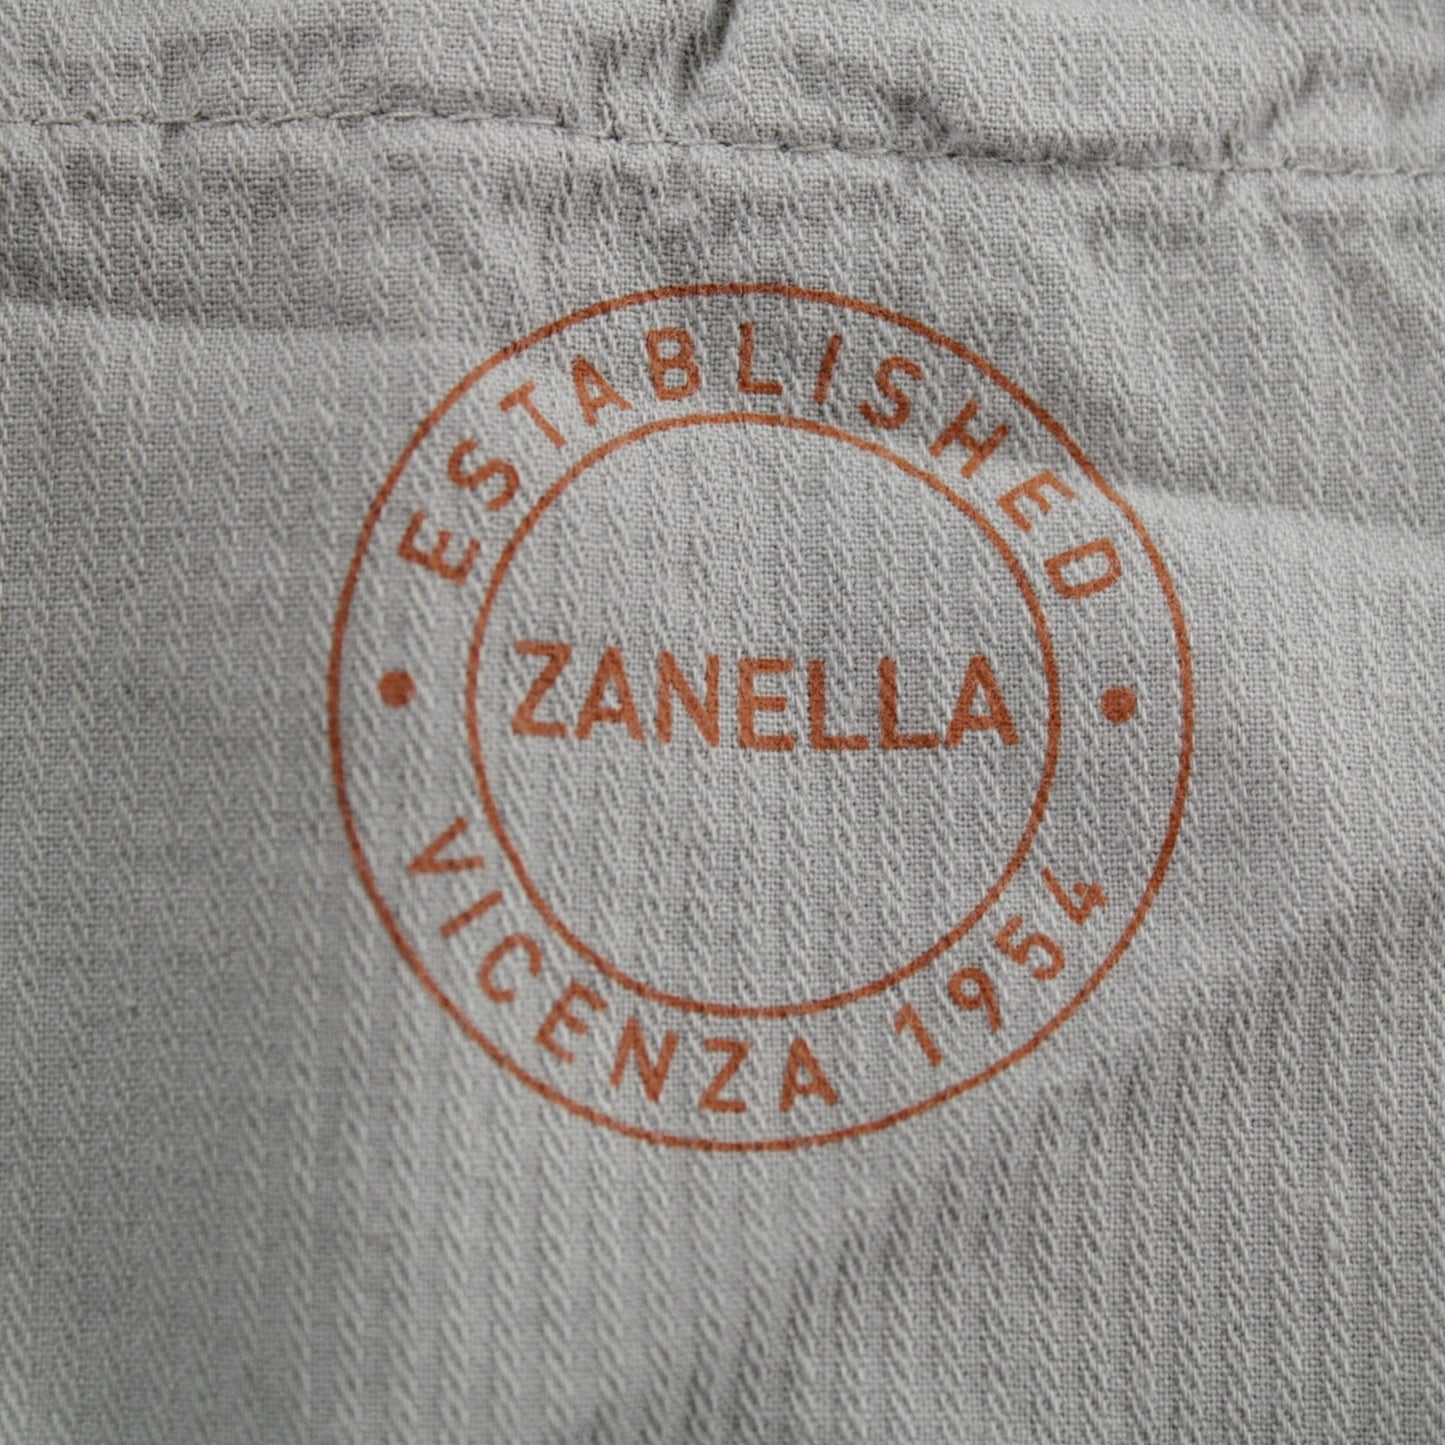 ESTABLISHED
ZANELLA
VICENZA 1954